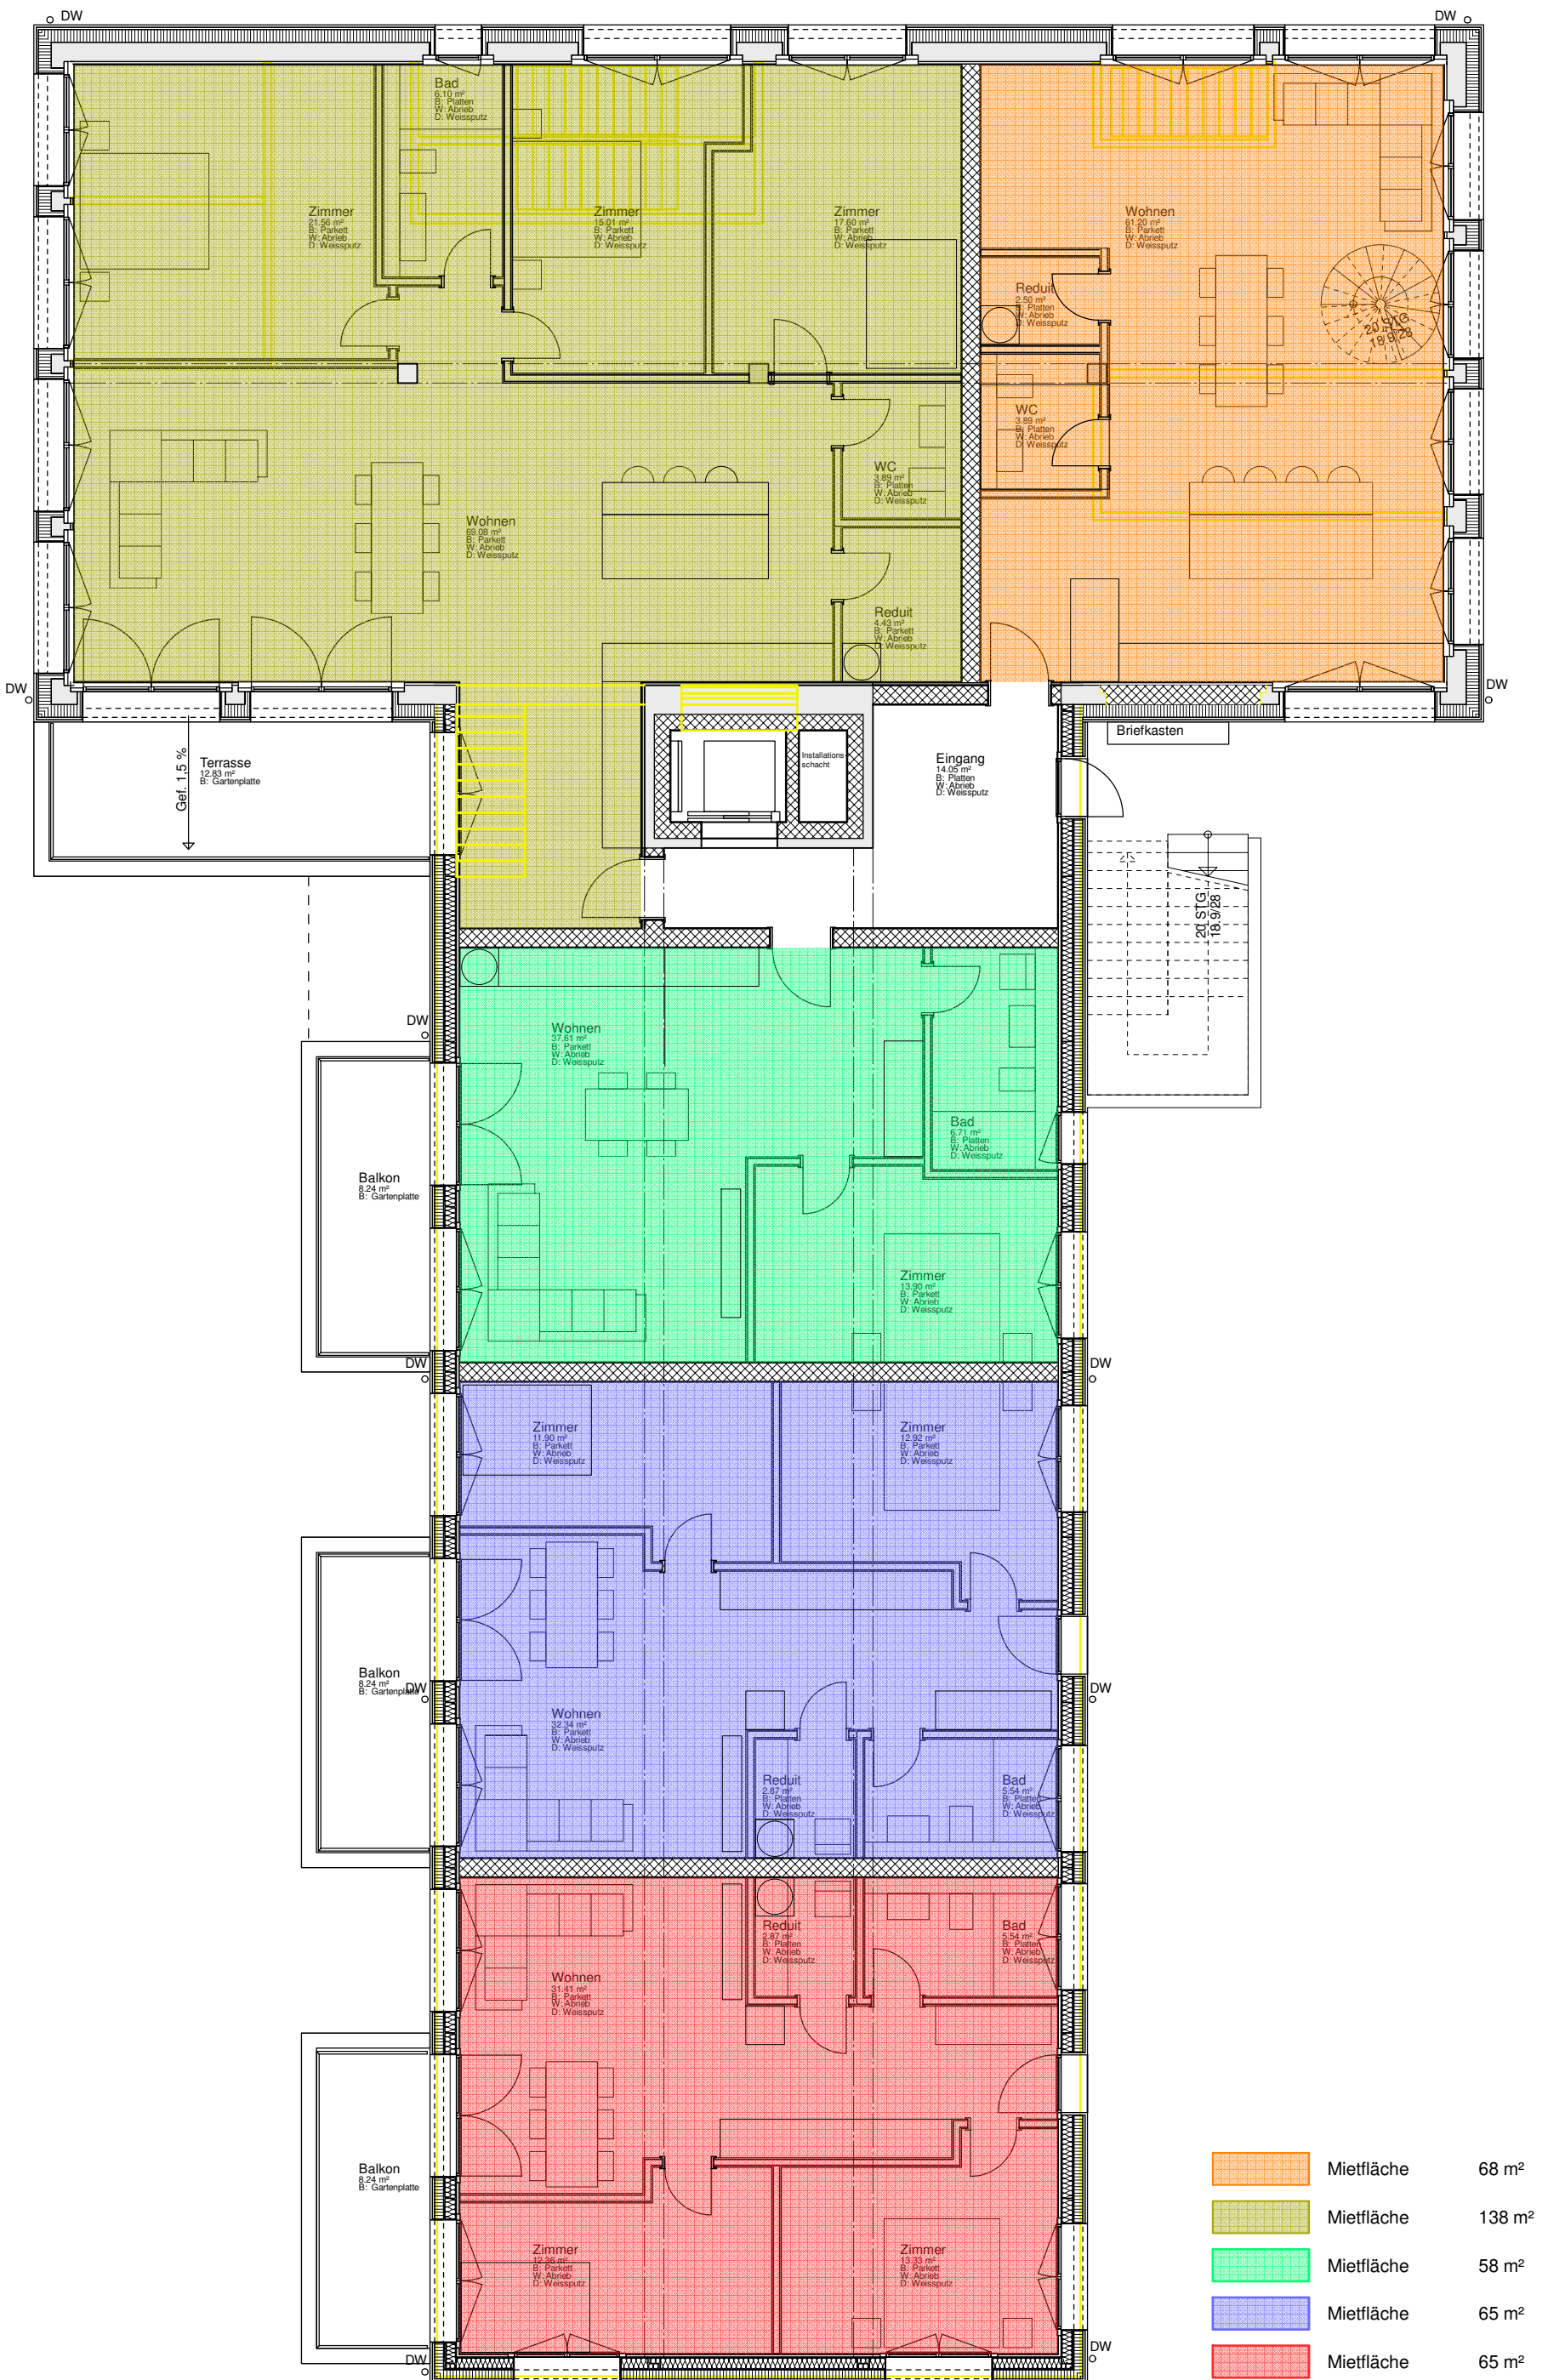 DW
DW
Bad
6.10 m²
B: Platten
W: Abrieb
D: Weissputz
Zimmer
21.56 m²
B: Parkett
W: Abrieb
D: Weissputz
Zimmer
15.01 m²
B: Parkett
W: Abrieb
D: Weissputz
Zimmer
17.60 m²
B: Parkett
W: Abrieb
D: Weissputz
Wohnen
61.20 m²
B: Parkett
W: Abrieb
D: Weissputz
Reduit
2.50 m²
B: Platten
W: Abrieb
D: Weissputz
20 STG
18.9/28
WC
3.89 m²
B: Platten
W: Abrieb
D: Weissputz
WC
3.89 m²
B: Platten
W: Abrieb
D: Weissputz
Wohnen
69.08 m²
B: Parkett
W: Abrieb
D: Weissputz
Reduit
4.43 m²
B: Parkett
W: Abrieb
D: Weissputz
DW
DW
Briefkasten
Terrasse
12.83 m²
B: Gartenplatte
Gef. 1,5 %
Installations-
schacht
Eingang
14.05 m²
B: Platten
W: Abrieb
D: Weissputz
20 STG
18.9/28
DW
Wohnen
37.61 m²
B: Parkett
W: Abrieb
D: Weissputz
Bad
6.71 m²
B: Platten
W: Abrieb
D: Weissputz
Balkon
8.24 m²
B: Gartenplatte
Zimmer
13.90 m²
B: Parkett
W: Abrieb
D: Weissputz
DW
DW
Zimmer
11.90 m²
B: Parkett
W: Abrieb
D: Weissputz
Zimmer
12.92 m²
B: Parkett
W: Abrieb
D: Weissputz
Balkon
8.24 m²
B: Gartenplatte
DW
DW
Wohnen
32.34 m²
B: Parkett
W: Abrieb
D: Weissputz
Reduit
2.87 m²
B: Platten
W: Abrieb
D: Weissputz
Bad
5.54 m²
B: Platten
W: Abrieb
D: Weissputz
Reduit
2.87 m²
B: Platten
W: Abrieb
D: Weissputz
Bad
5.54 m²
B: Platten
W: Abrieb
D: Weissputz
Wohnen
31.41 m²
B: Parkett
W: Abrieb
D: Weissputz
Balkon
8.24 m²
B: Gartenplatte
Zimmer
12.36 m²
B: Parkett
W: Abrieb
D: Weissputz
Zimmer
13.33 m²
B: Parkett
W: Abrieb
D: Weissputz
DW
DW
Mietfläche 68 m²
Mietfläche 138 m²
Mietfläche 58 m²
Mietfläche 65 m²
Mietfläche 65 m²